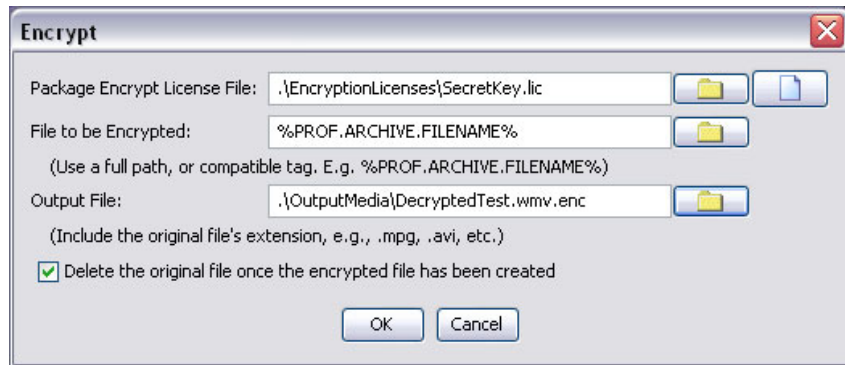 Encrypt
Package Encrypt License File: .\EncryptionLicenses\SecretKey.lic
File to be Encrypted: %PROF.ARCHIVE.FILENAME%
(Use a full path, or compatible tag. E.g. %PROF.ARCHIVE.FILENAME%)
Output File: .\OutputMedia\DecryptedTest.wmv.enc
(Include the original file's extension, e.g., .mpg, .avi, etc.)
Delete the original file once the encrypted file has been created
OK Cancel